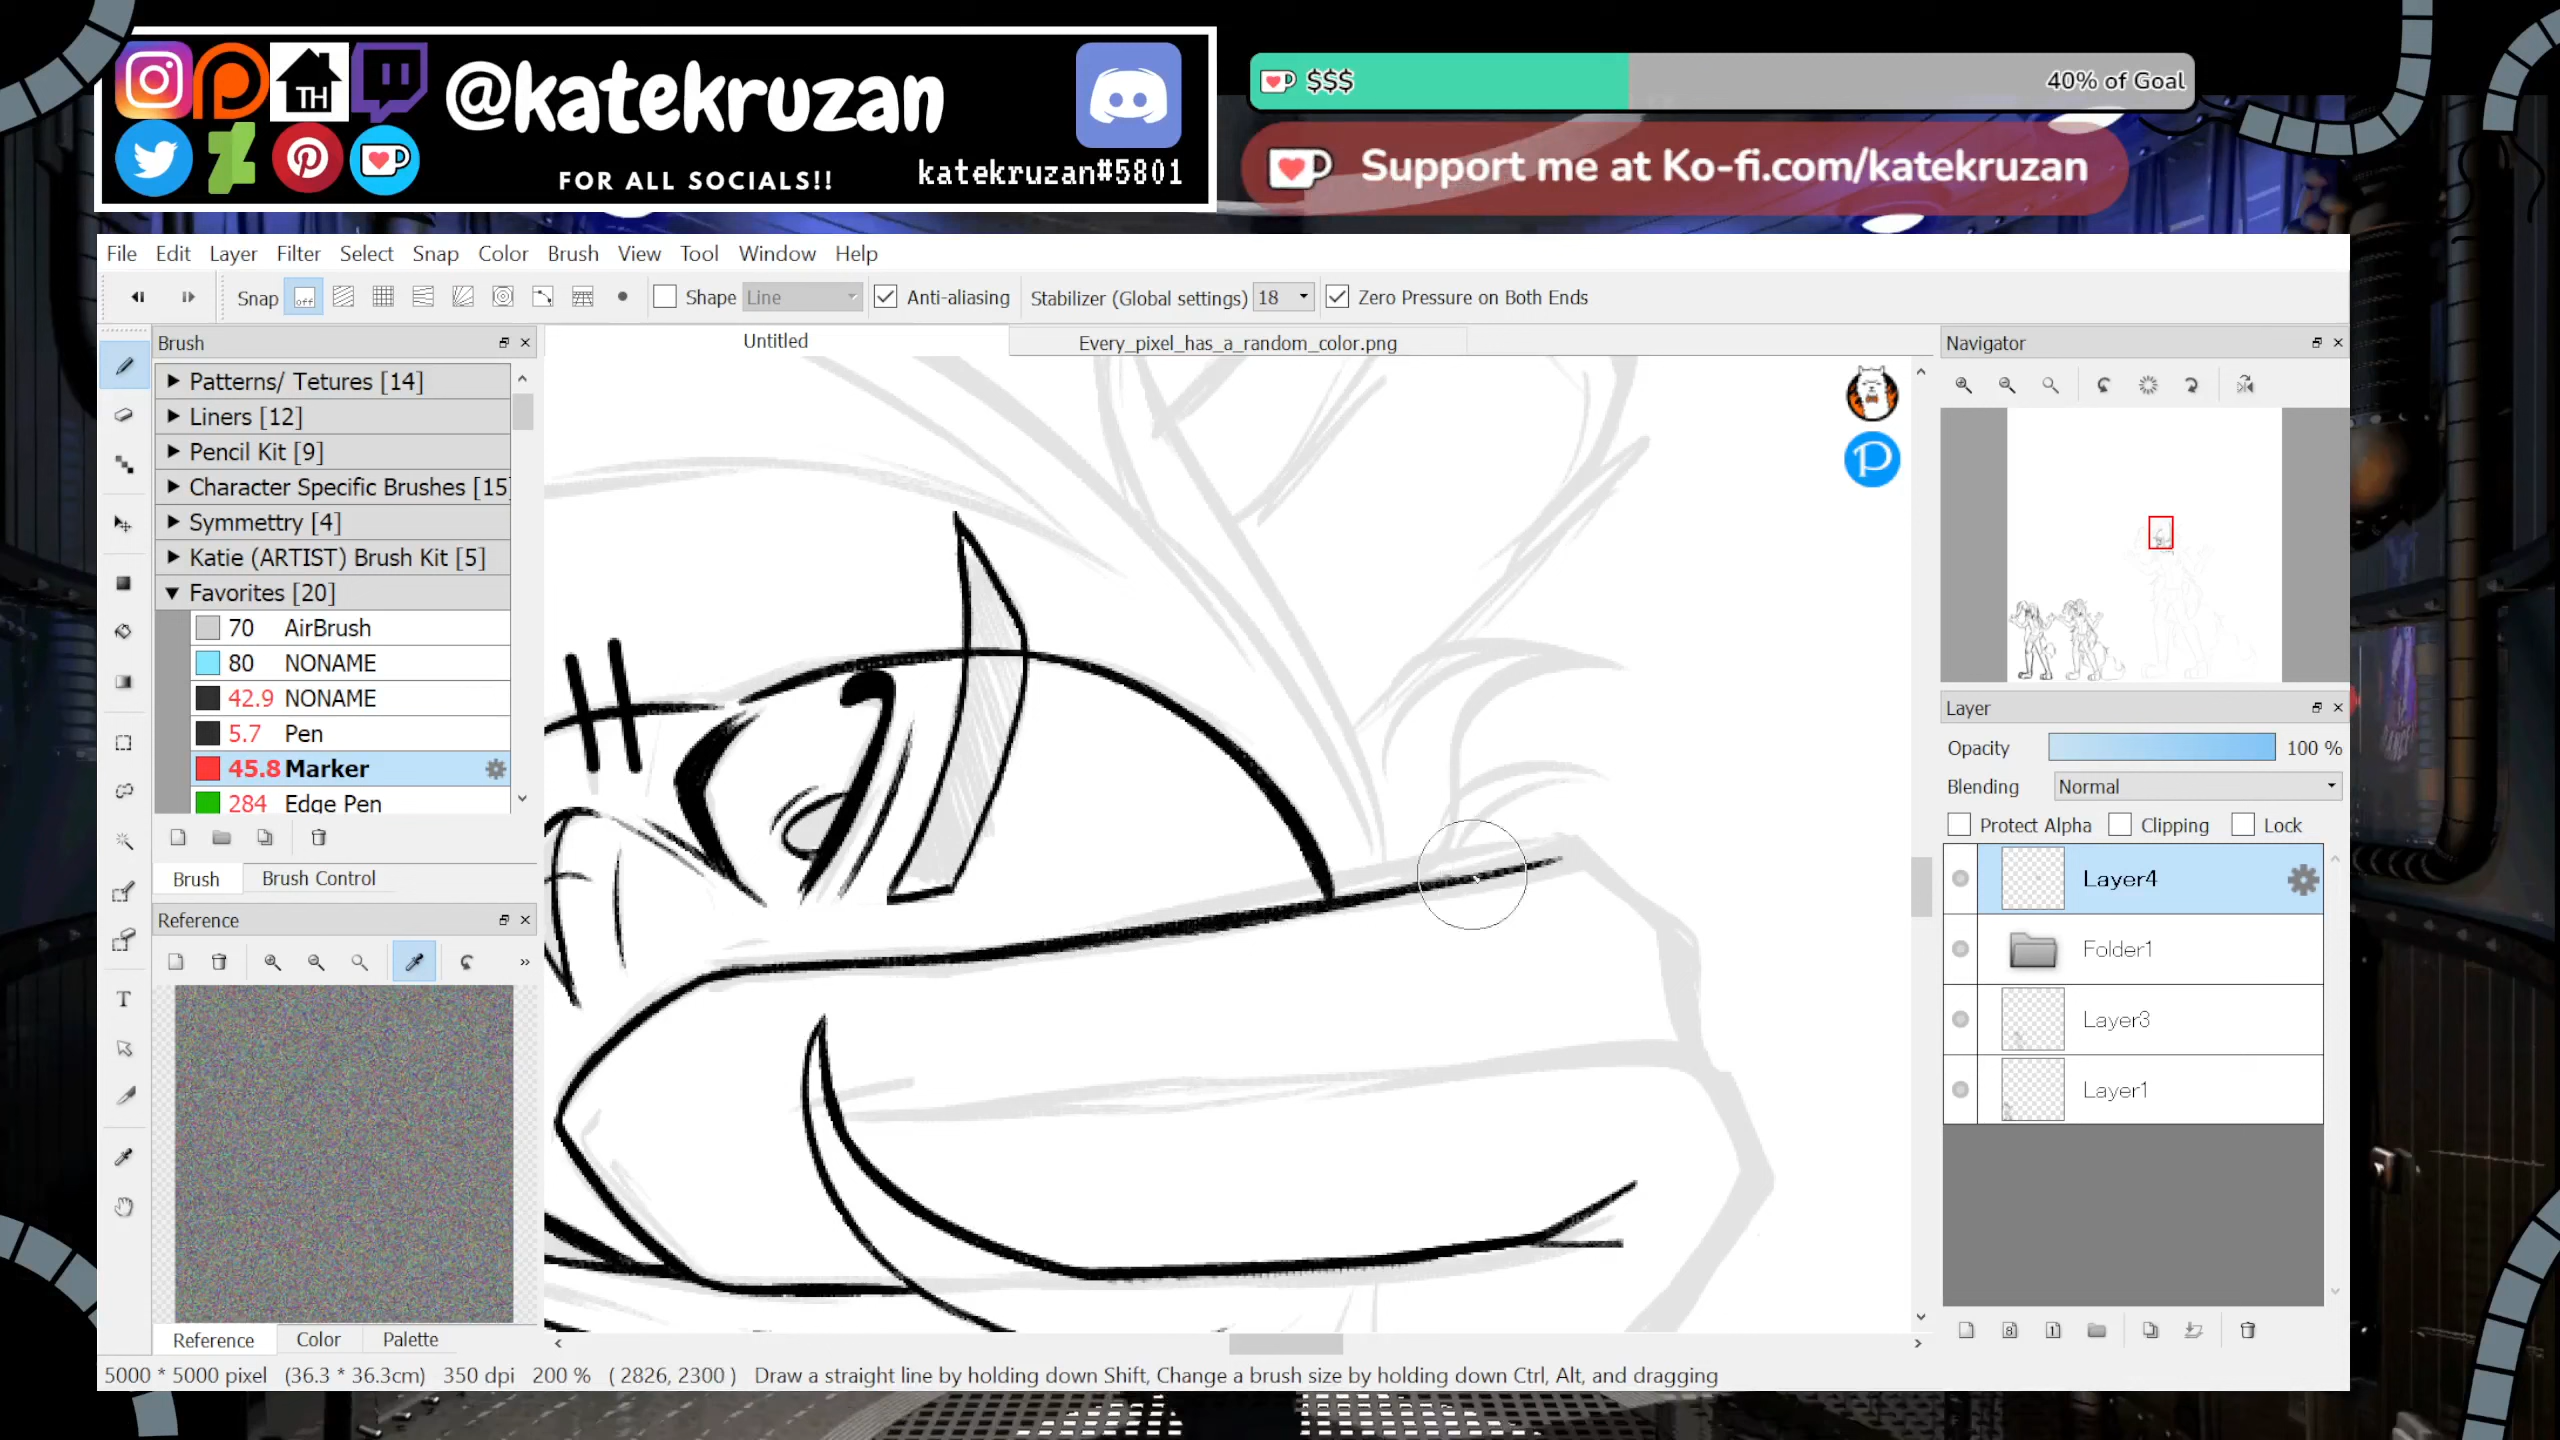 TH
@katekruzan
FOR ALL SOCIALS!!
katekruzan#5801
$$$
40% of Goal
Support me at Ko-fi.com/katekruzan
File Edit Layer Filter Select Snap Color Brush View Tool Window Help
Snap off Shape Line Anti-aliasing Stabilizer (Global settings) 18 Zero Pressure on Both Ends
Brush
Untitled
Every_pixel_has_a_random_color.png
Navigator
Patterns/ Tetures [14]
Liners [12]
Pencil Kit [9]
Character Specific Brushes [15]
Symmettry [4]
Katie (ARTIST) Brush Kit [5]
Favorites [20]
70 AirBrush
80 NONAME
42.9 NONAME
5.7 Pen
45.8 Marker
284 Edge Pen
Brush Brush Control
Reference
Reference Color Palette
Layer
Opacity 100 %
Blending Normal
Protect Alpha Clipping Lock
Layer4
Folder1
Layer3
Layer1
5000 * 5000 pixel (36.3 * 36.3cm) 350 dpi 200 % ( 2826, 2300 ) Draw a straight line by holding down Shift, Change a brush size by holding down Ctrl, Alt, and dragging